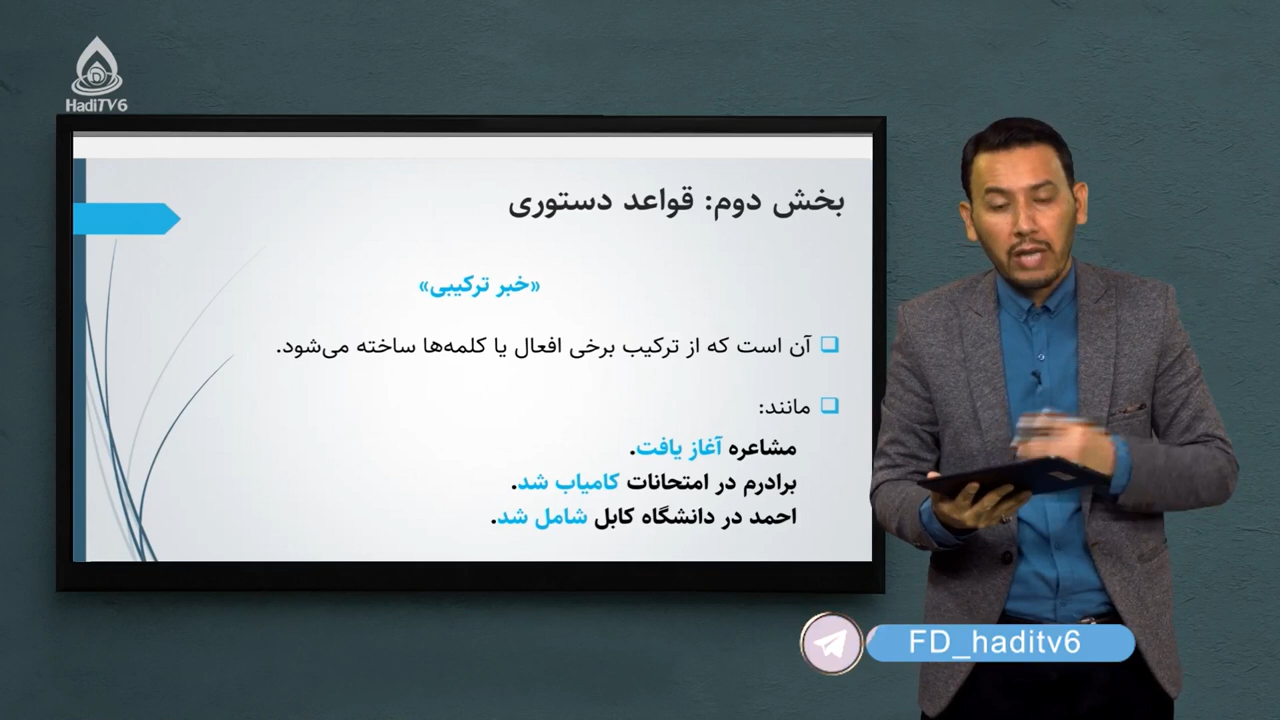 HadiTV6
بخش دوم: قواعد دستوری
«خبر ترکیبی»
آن است که از ترکیب برخی افعال یا کلمه‌ها ساخته می‌شود.
مانند:
مشاعره آغاز یافت.
برادرم در امتحانات کامیاب شد.
احمد در دانشگاه کابل شامل شد.
FD_haditv6